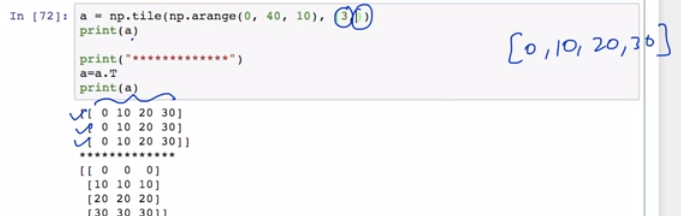 In [72]: a = np.tile(np.arange(0, 40, 10), (3,1))
print(a)
print("*************")
a=a.T
print(a)
[0,10,20,30]
[[ 0 10 20 30]
[ 0 10 20 30]
[ 0 10 20 30]]
*************
[[ 0 0 0]
[10 10 10]
[20 20 20]
[30 30 30]]